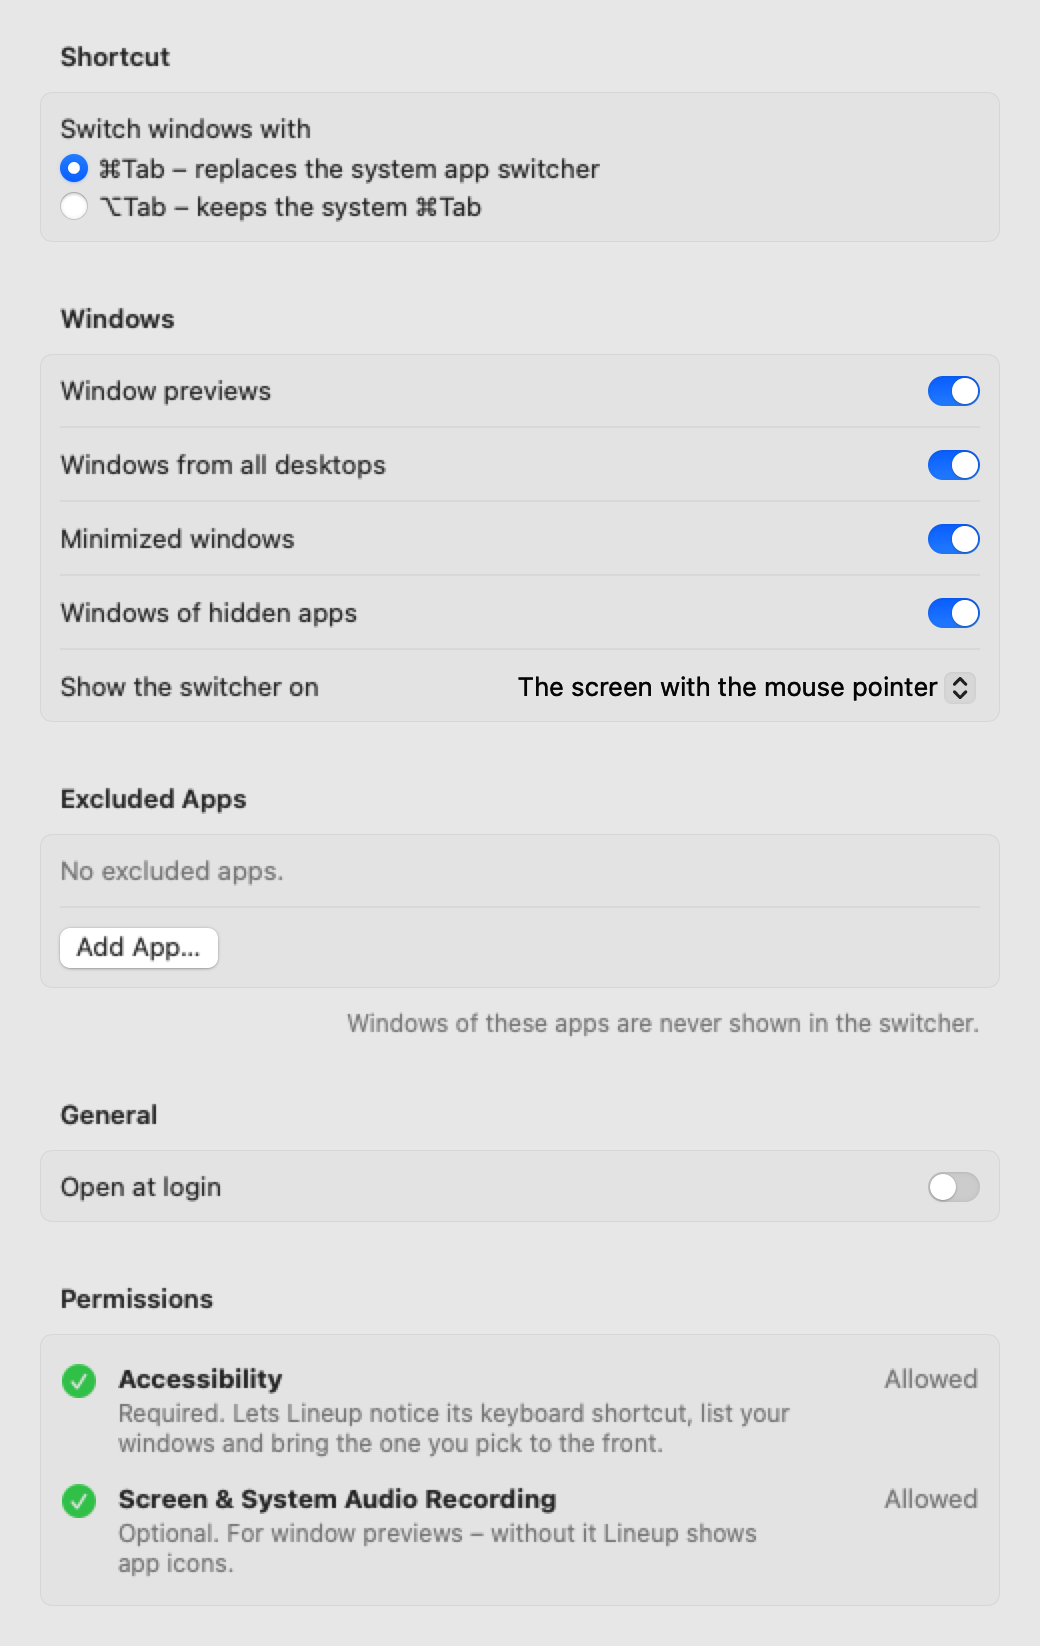 Shortcut
Switch windows with
⌘Tab – replaces the system app switcher
⌥Tab – keeps the system ⌘Tab
Windows
Window previews
Windows from all desktops
Minimized windows
Windows of hidden apps
Show the switcher on The screen with the mouse pointer
Excluded Apps
No excluded apps.
Add App...
Windows of these apps are never shown in the switcher.
General
Open at login
Permissions
Accessibility Allowed
Required. Lets Lineup notice its keyboard shortcut, list your
windows and bring the one you pick to the front.
Screen & System Audio Recording Allowed
Optional. For window previews – without it Lineup shows
app icons.